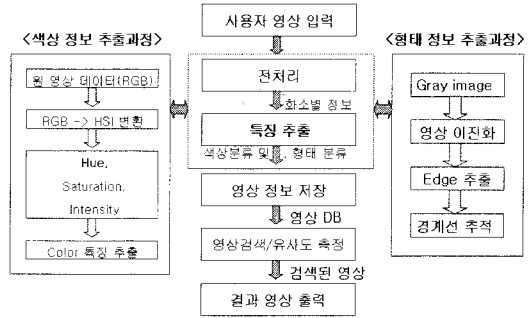 <색상 정보 추출과정>
원 영상 데이터(RGB)
RGB -> HSI 변환
Hue,
Saturation,
Intensity
Color 특징 추출
사용자 영상 입력
전처리
화소별 정보
특징 추출
색상분류 및 , 형태 분류
영상 정보 저장
영상 DB
영상검색/유사도 측정
검색된 영상
결과 영상 출력
<형태 정보 추출과정>
Gray image
영상 이진화
Edge 추출
경계선 추적